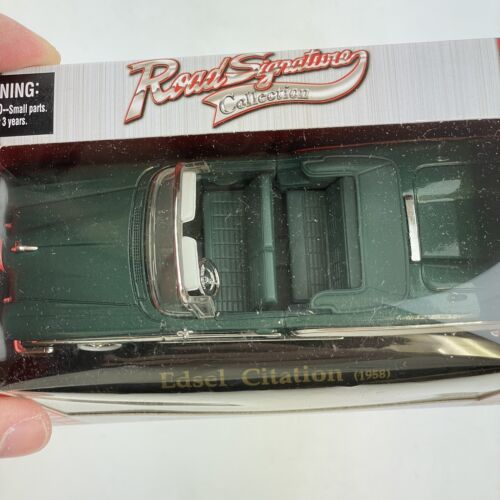 NING:
—Small parts.
3 years.
Road Signature
Collection
Edsel Citation (1958)